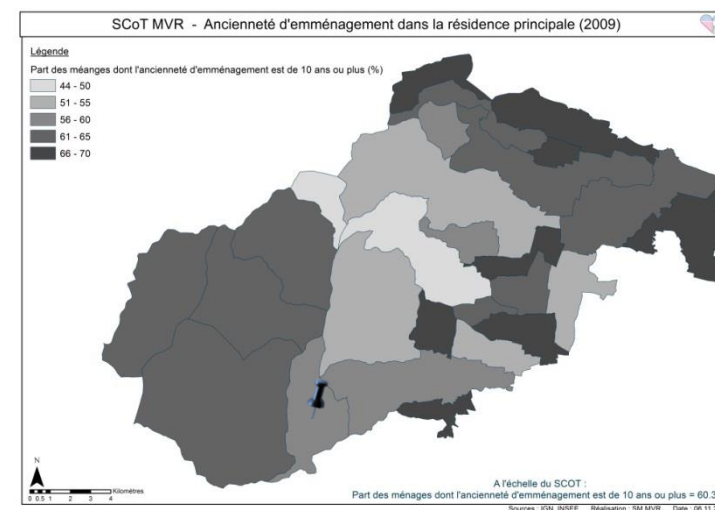 SCoT MVR - Ancienneté d'emménagement dans la résidence principale (2009)
Légende
Part des méanges dont l'ancienneté d'emménagement est de 10 ans ou plus (%)
44 - 50
51 - 55
56 - 60
61 - 65
66 - 70
N
0 0.5 1 2 3 4
Kilomètres
A l'échelle du SCOT :
Part des ménages dont l'ancienneté d'emménagement est de 10 ans ou plus = 60.3
Sources : IGN, INSEE Réalisation : SM MVR Date : 06.11.